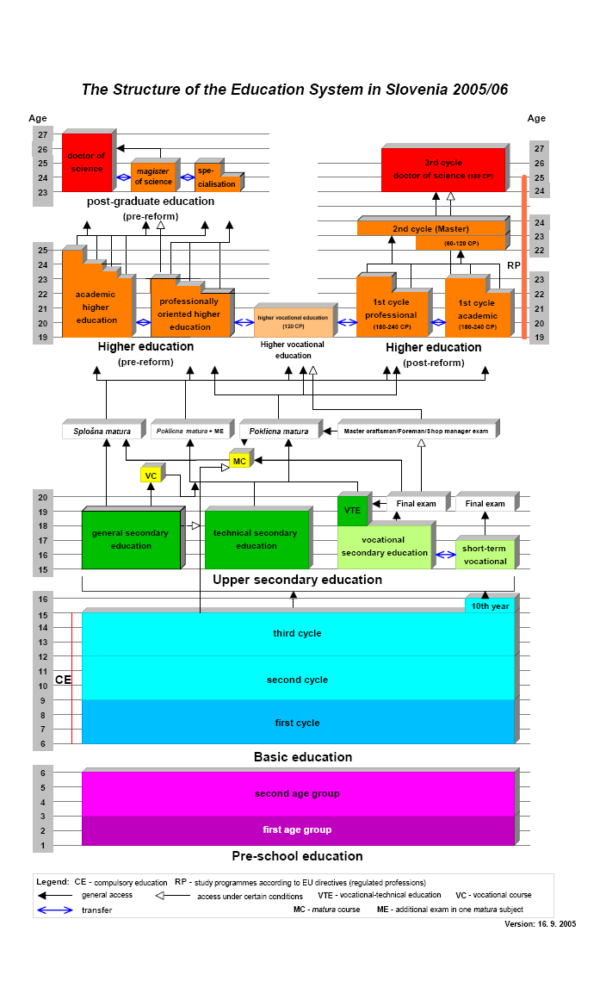 The Structure of the Education System in Slovenia 2005/06
Age
Age
27
26
25
24
23
doctor of
science
magister
of science
spe-
cialisation
post-graduate education
(pre-reform)
27
26
25
24
3rd cycle
doctor of science (180 CP)
24
23
22
2nd cycle (Master)
(60-120 CP)
RP
25
24
23
22
21
20
19
academic
higher
education
professionally
oriented higher
education
higher vocational education
(120 CP)
1st cycle
professional
(180-240 CP)
1st cycle
academic
(180-240 CP)
23
22
21
20
19
Higher education
(pre-reform)
Higher vocational
education
Higher education
(post-reform)
Splošna matura
Poklicna matura + ME
Poklicna matura
Master craftsman/Foreman/Shop manager exam
MC
VC
20
19
18
17
16
15
general secondary
education
technical secondary
education
VTE
Final exam
Final exam
vocational
secondary education
short-term
vocational
Upper secondary education
16
15
14
13
12
11
10
9
8
7
6
CE
10th year
third cycle
second cycle
first cycle
Basic education
6
5
4
3
2
1
second age group
first age group
Pre-school education
Legend: CE - compulsory education RP - study programmes according to EU directives (regulated professions)
general access access under certain conditions VTE - vocational-technical education VC - vocational course
transfer MC - matura course ME - additional exam in one matura subject
Version: 16. 9. 2005